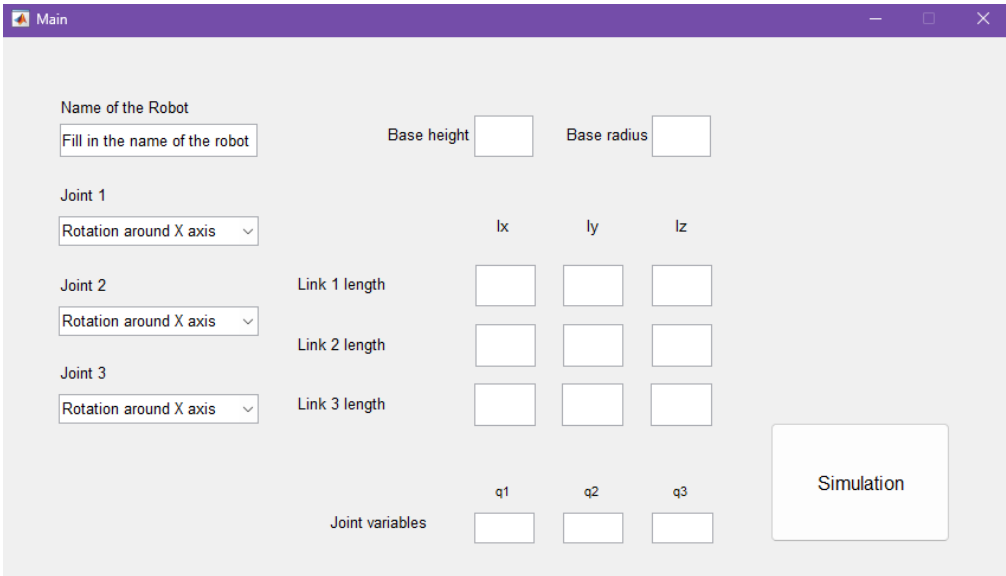 Main
Name of the Robot
Fill in the name of the robot
Base height
Base radius
Joint 1
Rotation around X axis
lx ly lz
Joint 2
Rotation around X axis
Link 1 length
Link 2 length
Joint 3
Rotation around X axis
Link 3 length
Simulation
q1 q2 q3
Joint variables